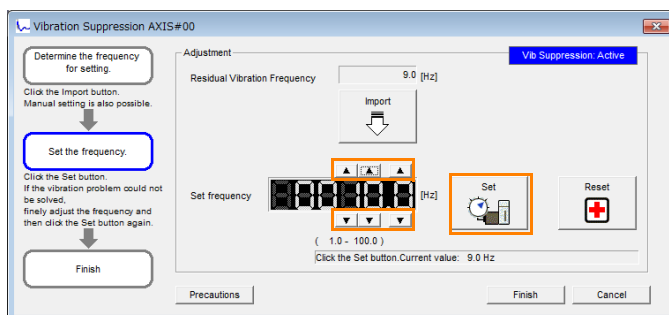 Vibration Suppression AXIS#00
Determine the frequency
for setting.
Click the Import button.
Manual setting is also possible.
Set the frequency.
Click the Set button.
If the vibration problem could not
be solved,
finely adjust the frequency and
then click the Set button again.
Finish
Adjustment
Vib Suppression: Active
Residual Vibration Frequency 9.0 [Hz]
Import
Set frequency [Hz]
Set
Reset
( 1.0 - 100.0 )
Click the Set button.Current value: 9.0 Hz
Precautions
Finish
Cancel